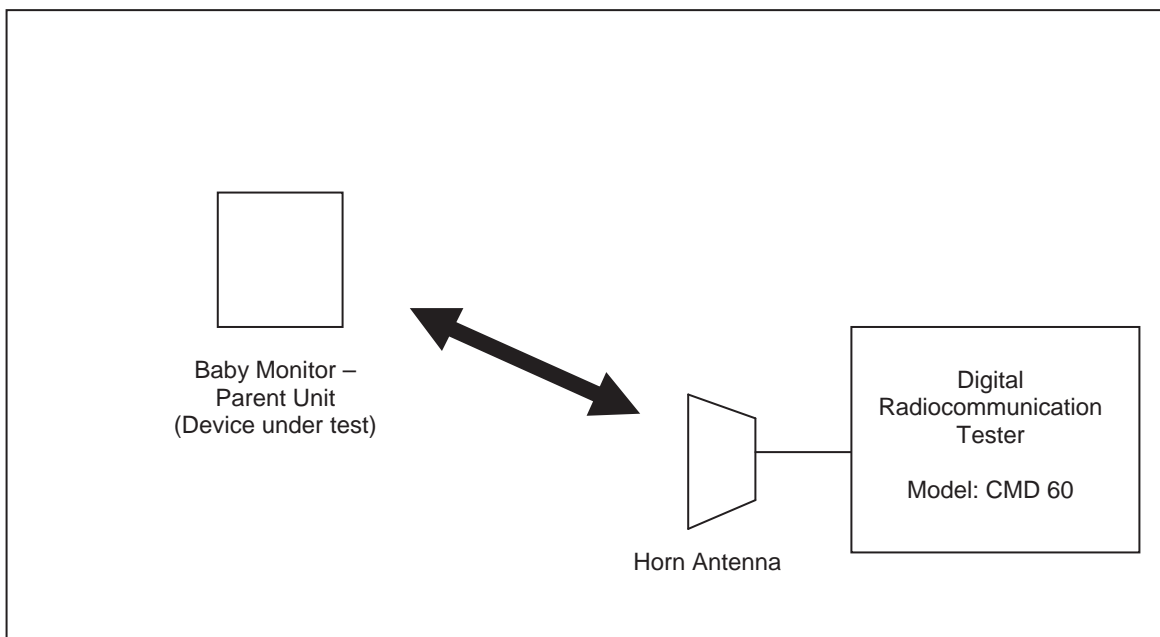 Baby Monitor –
Parent Unit
(Device under test)
Horn Antenna
Digital
Radiocommunication
Tester
Model: CMD 60